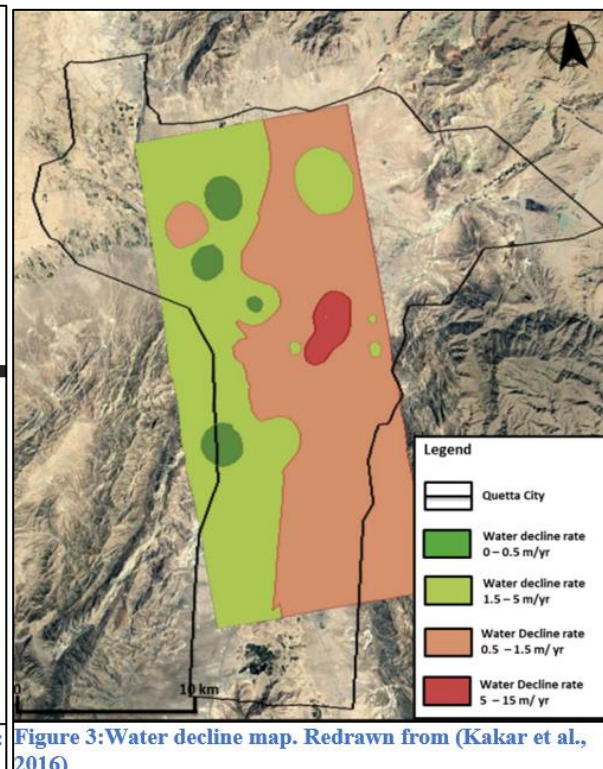 Legend
Quetta City
Water decline rate
0 – 0.5 m/yr
Water decline rate
1.5 – 5 m/yr
Water Decline rate
0.5 – 1.5 m/ yr
Water Decline rate
5 – 15 m/ yr
0
10 km
Figure 3:Water decline map. Redrawn from (Kakar et al.,
2016)